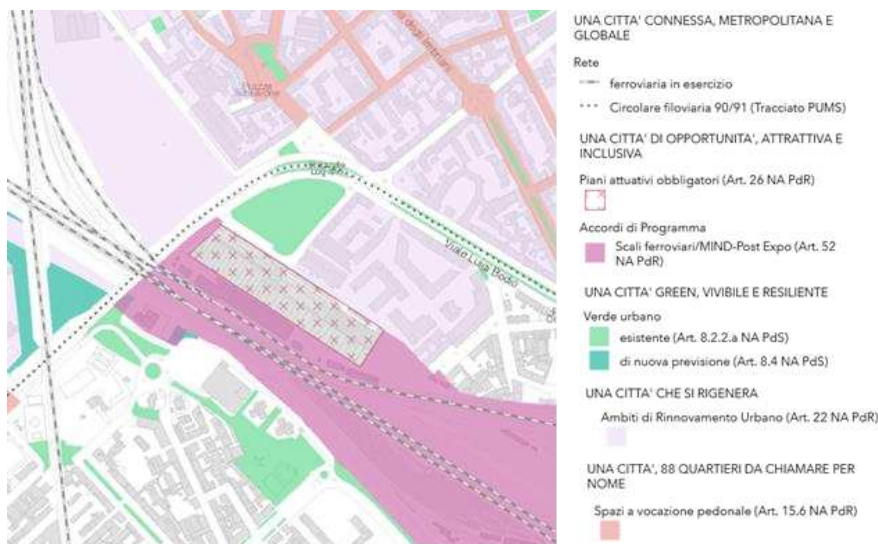 UNA CITTA' CONNESSA, METROPOLITANA E
GLOBALE
Rete
ferroviaria in esercizio
Circolare filoviaria 90/91 (Tracciato PUMS)
UNA CITTA' DI OPPORTUNITA', ATTRATTIVA E
INCLUSIVA
Piani attuativi obbligatori (Art. 26 NA PdR)
Accordi di Programma
Scali ferroviari/MIND-Post Expo (Art. 52
NA PdR)
UNA CITTA' GREEN, VIVIBILE E RESILIENTE
Verde urbano
esistente (Art. 8.2.2.a NA PdS)
di nuova previsione (Art. 8.4 NA PdS)
UNA CITTA' CHE SI RIGENERA
Ambiti di Rinnovamento Urbano (Art. 22 NA PdR)
UNA CITTA', 88 QUARTIERI DA CHIAMARE PER
NOME
Spazi a vocazione pedonale (Art. 15.6 NA PdR)
Piazza
Viale Luigi Bodio